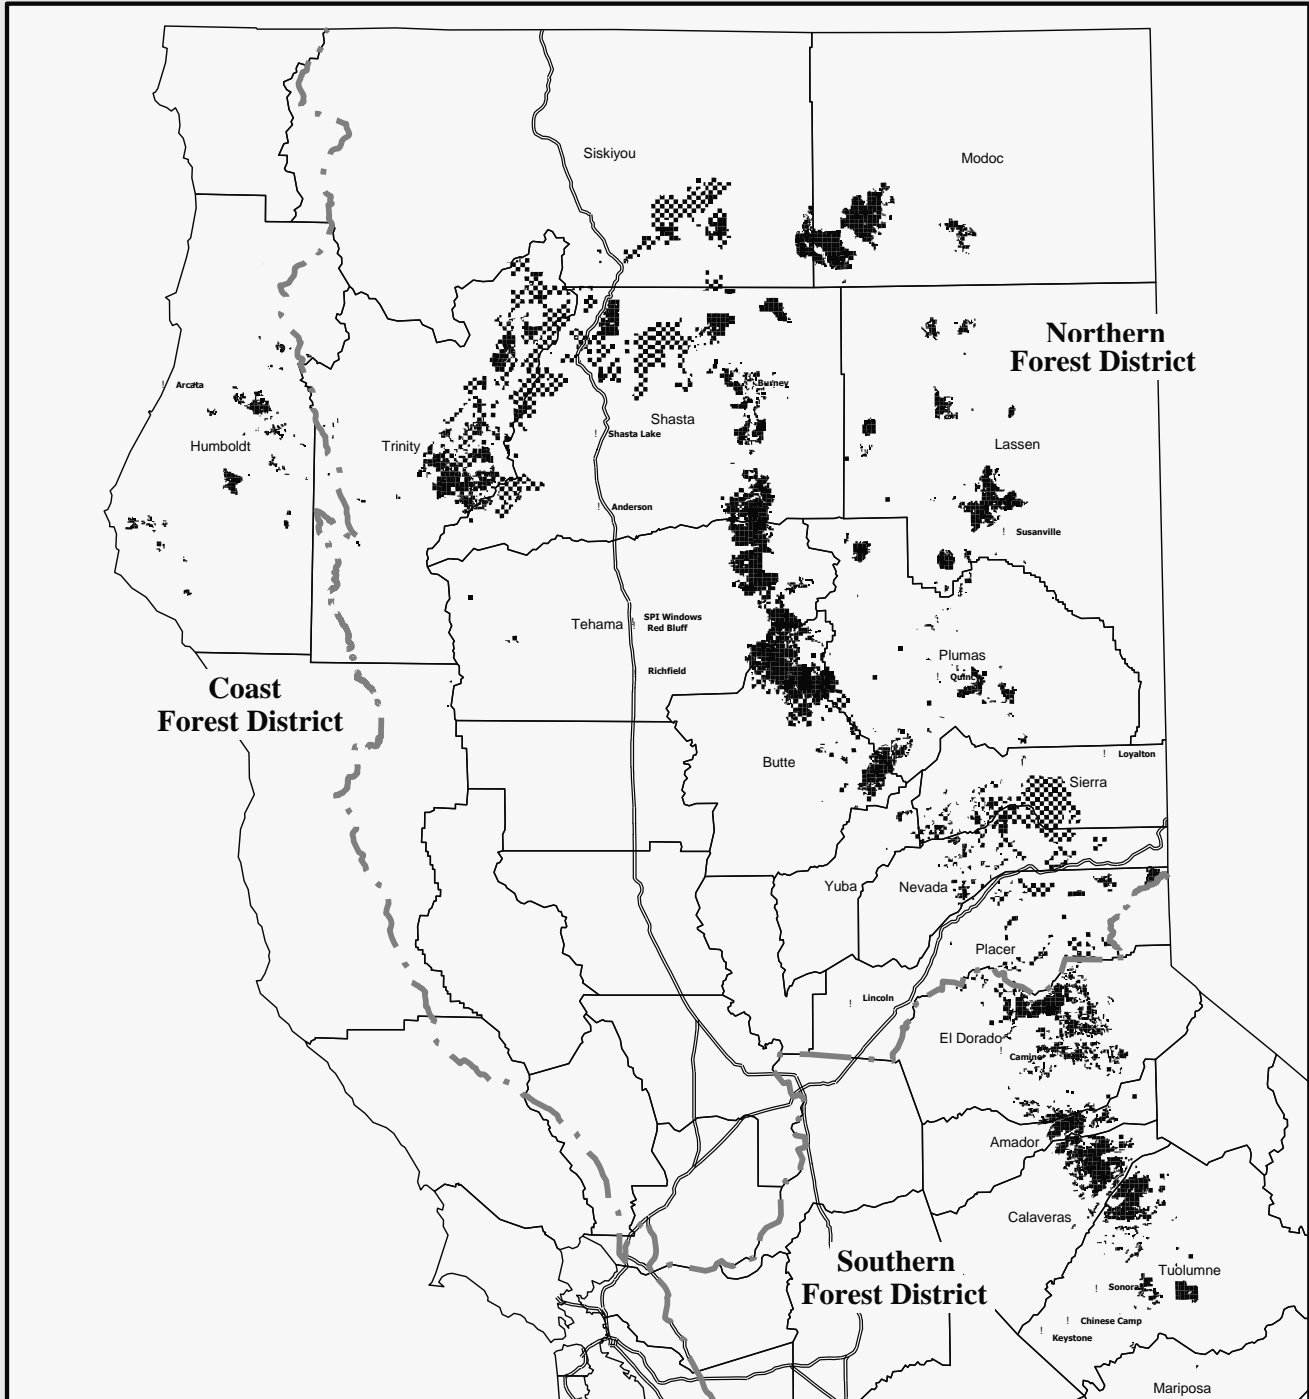 Siskiyou
Modoc
Northern
Forest District
Arcata
Burney
Shasta
Shasta Lake
Humboldt
Trinity
Lassen
Anderson
Susanville
SPI Windows
Red Bluff
Tehama
Richfield
Plumas
Quincy
Coast
Forest District
Loyalton
Butte
Sierra
Yuba
Nevada
Placer
Lincoln
El Dorado
Camino
Amador
Calaveras
Southern
Forest District
Tuolumne
Sonora
Chinese Camp
Keystone
Mariposa